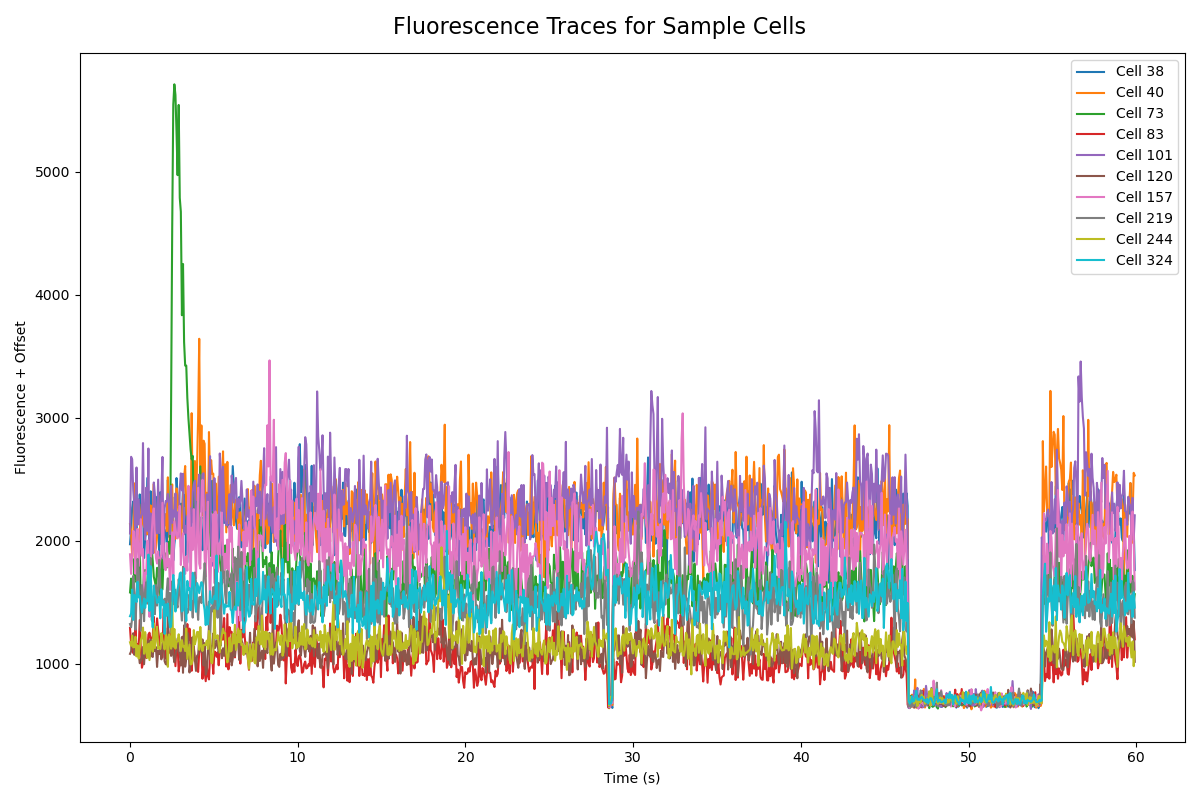 Fluorescence Traces for Sample Cells
Cell 38
Cell 40
Cell 73
Cell 83
Cell 101
Cell 120
Cell 157
Cell 219
Cell 244
Cell 324
Fluorescence + Offset
5000
4000
3000
2000
1000
0
10
20
30
40
50
60
Time (s)